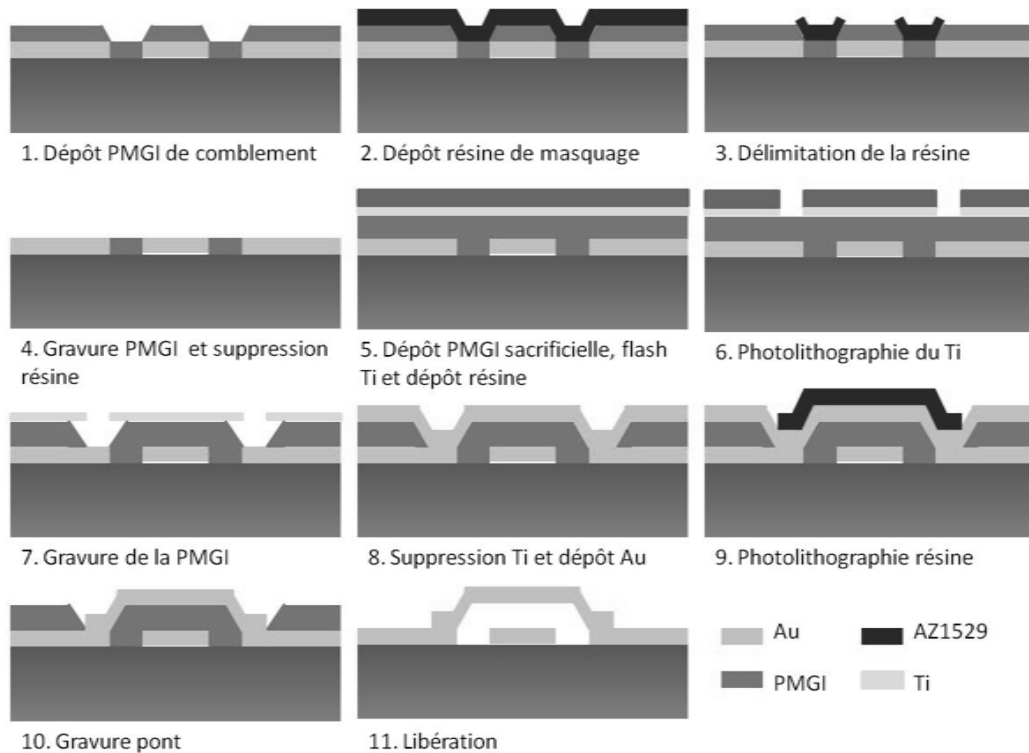 1. Dépôt PMGI de comblement
2. Dépôt résine de masquage
3. Délimitation de la résine
4. Gravure PMGI et suppression
résine
5. Dépôt PMGI sacrificielle, flash
Ti et dépôt résine
6. Photolithographie du Ti
7. Gravure de la PMGI
8. Suppression Ti et dépôt Au
9. Photolithographie résine
10. Gravure pont
11. Libération
Au
AZ1529
PMGI
Ti